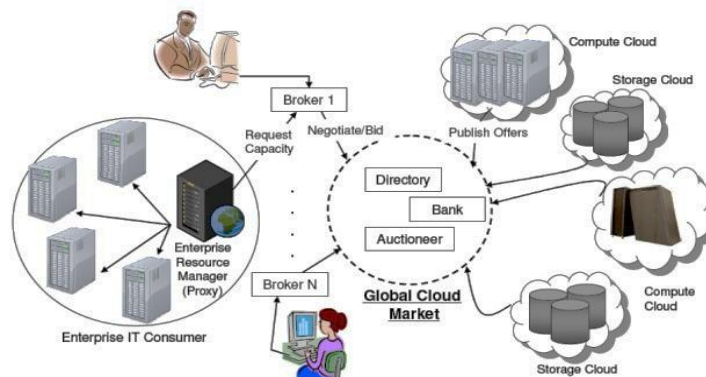 Compute Cloud
Storage Cloud
Broker 1
Request
Capacity
Negotiate/Bid
Publish Offers
Directory
Bank
Auctioneer
Enterprise
Resource
Manager
(Proxy)
Broker N
Global Cloud
Market
Compute
Cloud
Enterprise IT Consumer
Storage Cloud